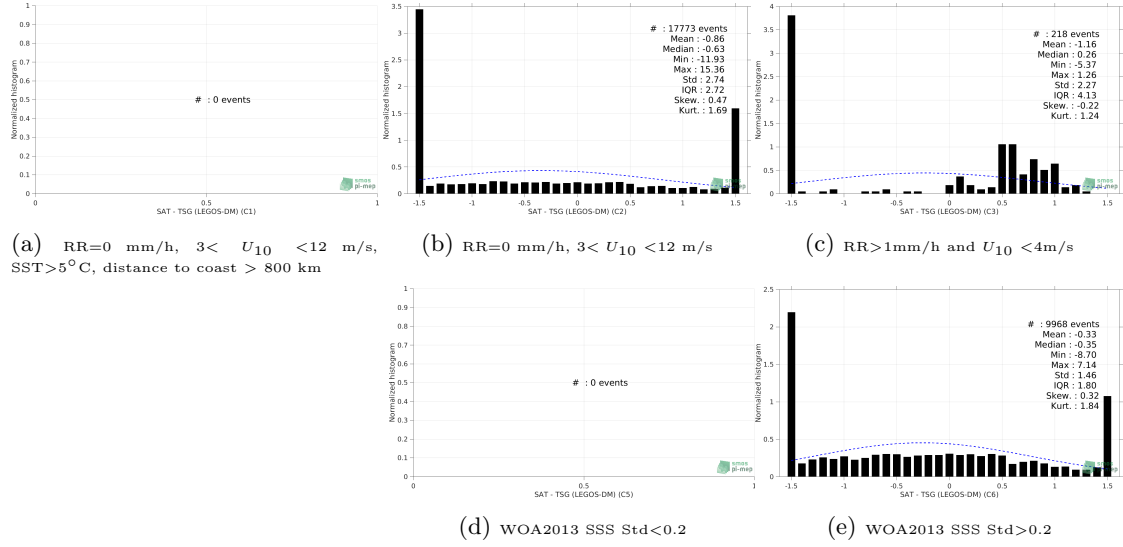 1
0.9
0.8
0.7
0.6
0.5
0.4
0.3
0.2
0.1
0
Normalized histogram
# : 0 events
0 0.5 1
SAT - TSG (LEGOS-DM) (C1)
smos
pi-mep
(a) RR=0 mm/h, 3< U10 <12 m/s,
SST>5°C, distance to coast > 800 km
3.5
3
2.5
2
1.5
1
0.5
0
Normalized histogram
# : 17773 events
Mean : -0.86
Median : -0.63
Min : -11.93
Max : 15.36
Std : 2.74
IQR : 2.72
Skew. : 0.47
Kurt. : 1.69
-1.5 -1 -0.5 0 0.5 1 1.5
SAT - TSG (LEGOS-DM) (C2)
smos
pi-mep
(b) RR=0 mm/h, 3< U10 <12 m/s
4
3.5
3
2.5
2
1.5
1
0.5
0
Normalized histogram
# : 218 events
Mean : -1.16
Median : 0.26
Min : -5.37
Max : 1.26
Std : 2.27
IQR : 4.13
Skew. : -0.22
Kurt. : 1.24
-1.5 -1 -0.5 0 0.5 1 1.5
SAT - TSG (LEGOS-DM) (C3)
smos
pi-mep
(c) RR>1mm/h and U10 <4m/s
1
0.9
0.8
0.7
0.6
0.5
0.4
0.3
0.2
0.1
0
Normalized histogram
# : 0 events
0 0.5 1
SAT - TSG (LEGOS-DM) (C5)
smos
pi-mep
(d) WOA2013 SSS Std<0.2
2.5
2
1.5
1
0.5
0
Normalized histogram
# : 9968 events
Mean : -0.33
Median : -0.35
Min : -8.70
Max : 7.14
Std : 1.46
IQR : 1.80
Skew. : 0.32
Kurt. : 1.84
-1.5 -1 -0.5 0 0.5 1 1.5
SAT - TSG (LEGOS-DM) (C6)
smos
pi-mep
(e) WOA2013 SSS Std>0.2